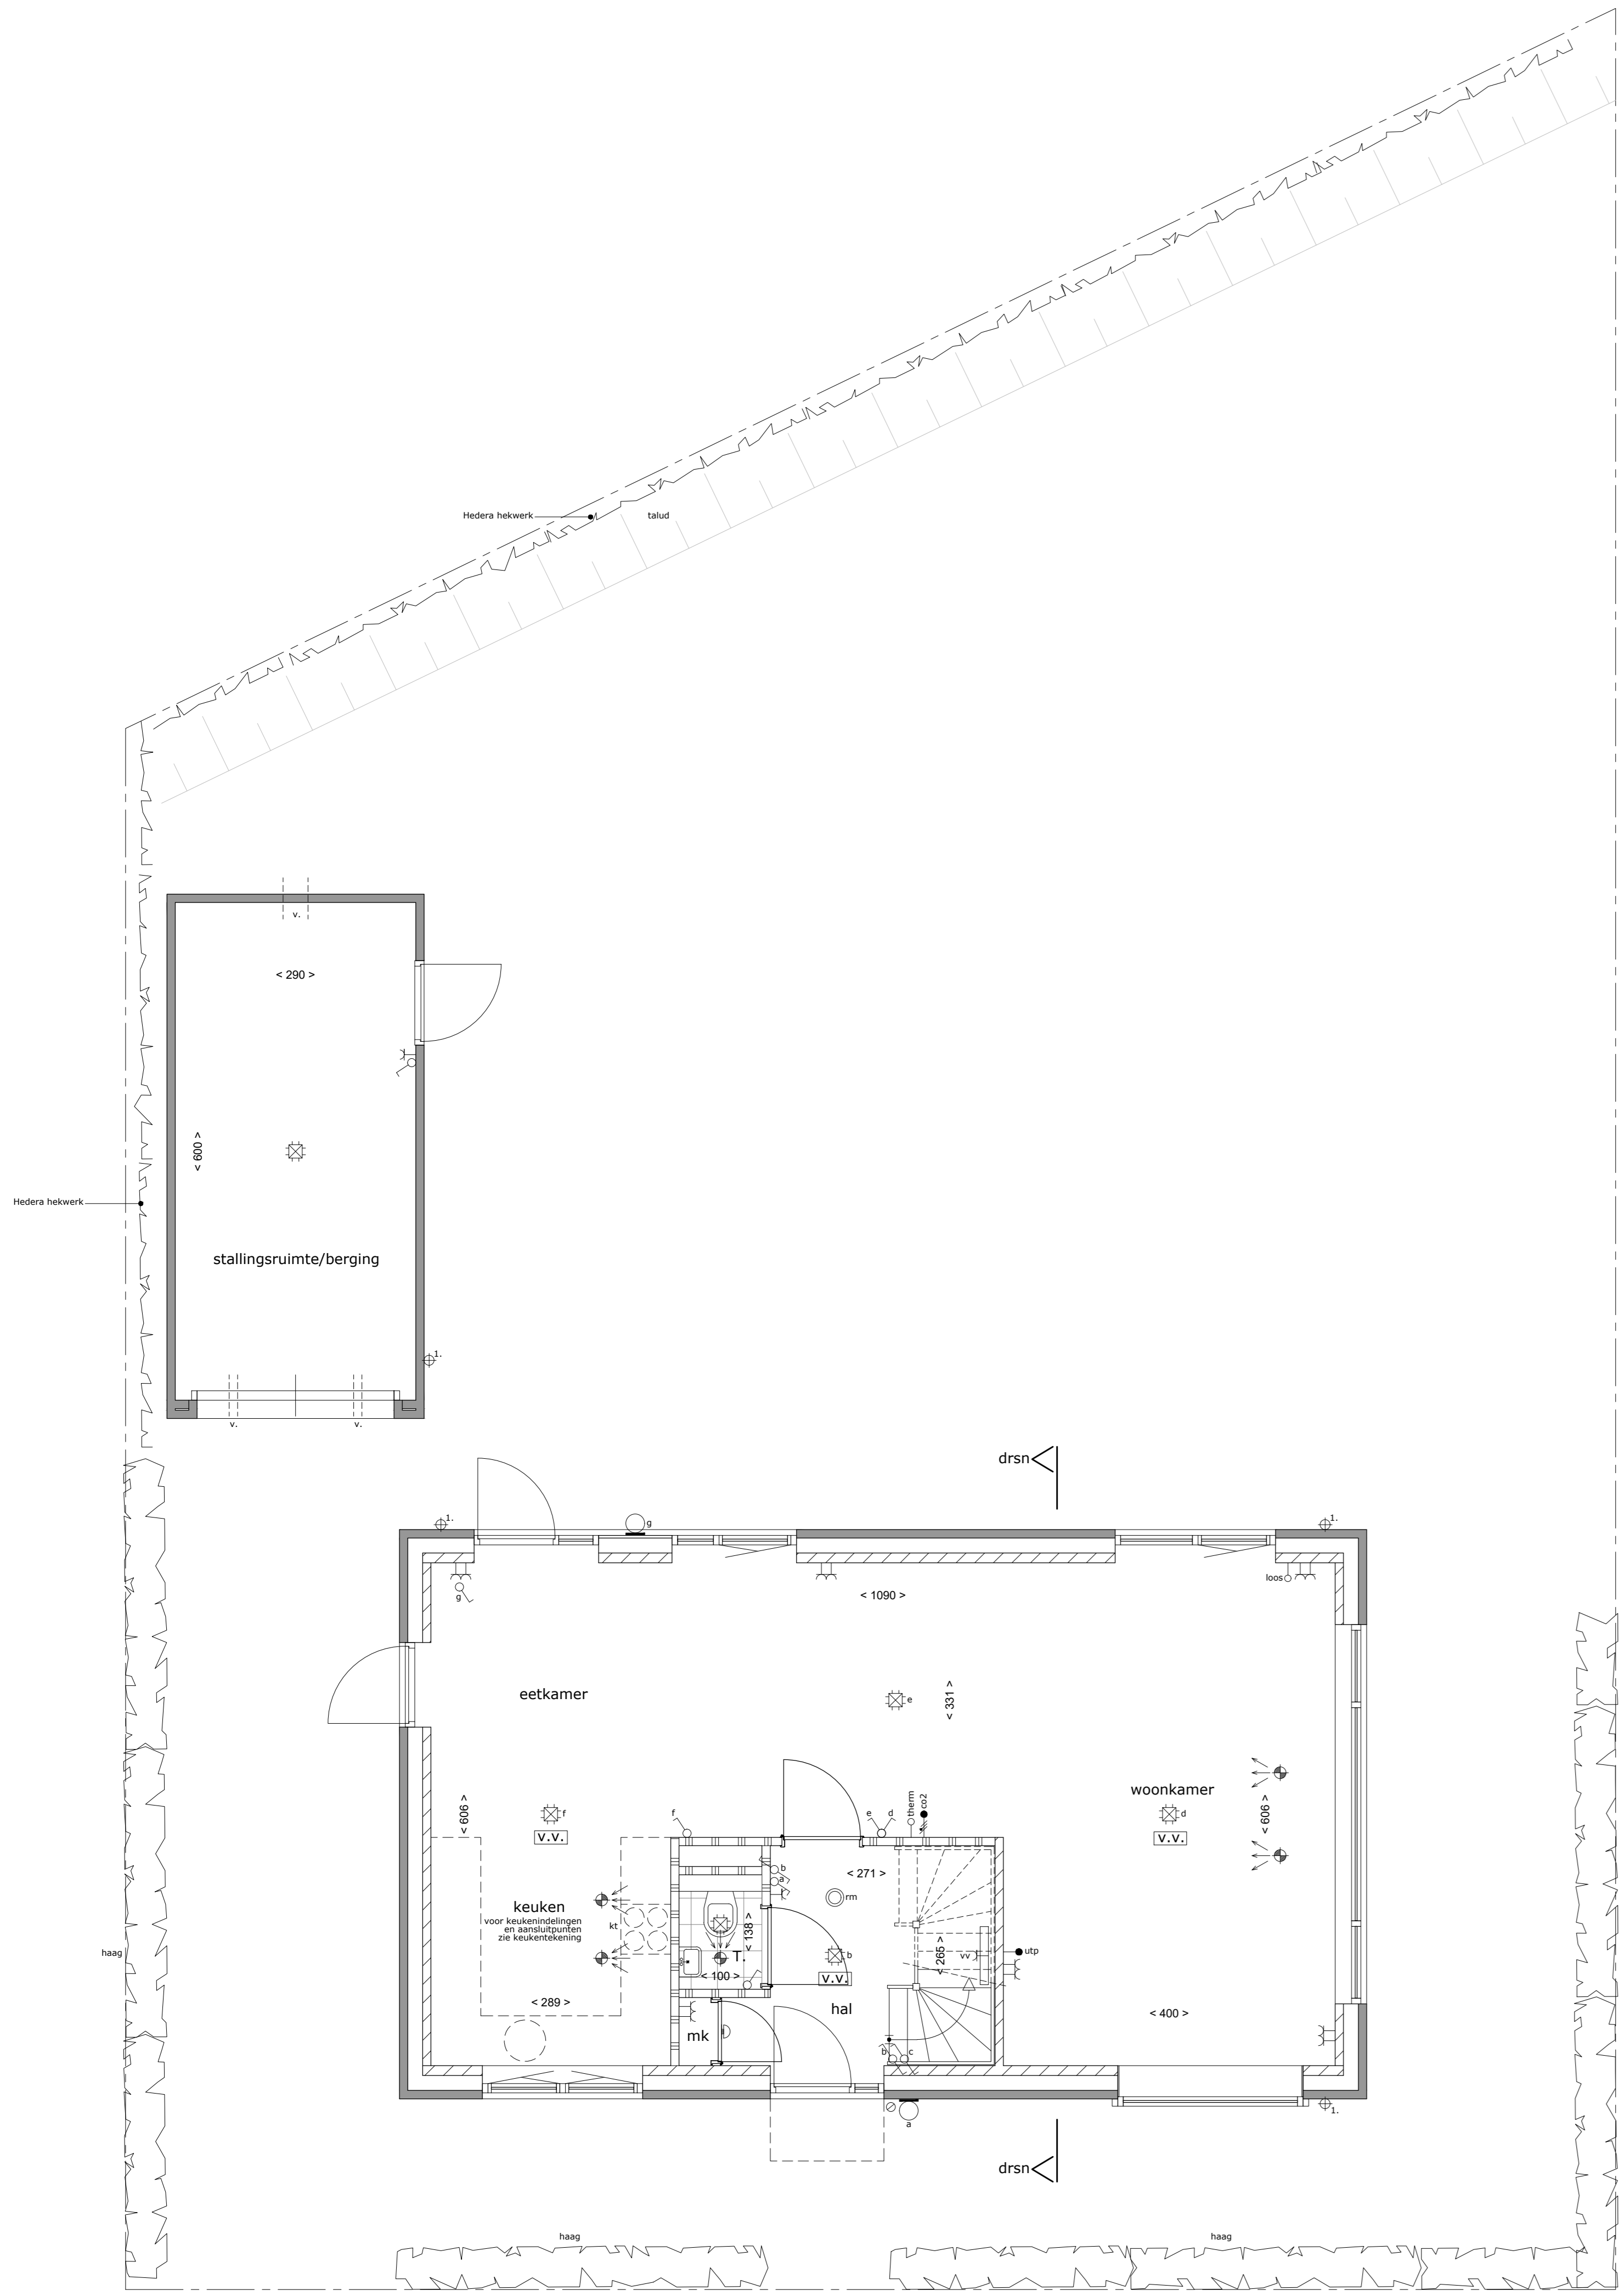 Hedera hekwerk
talud
v.
< 290 >
< 600 >
Hedera hekwerk
stallingsruimte/berging
1.
v.
v.
drsn
1.
g
1.
g
loos
< 1090 >
eetkamer
e
< 331 >
woonkamer
< 606 >
f
v.v.
f
e
d
therm
co2
d
v.v.
< 606 >
b
a
< 271 >
rm
keuken
voor keukenindelingen
en aansluitpunten
zie keukentekening
kt
< 138 >
T.
< 100 >
b
v.v.
< 265 >
vv
utp
haag
< 289 >
hal
mk
< 400 >
b
c
a
1.
drsn
haag
haag